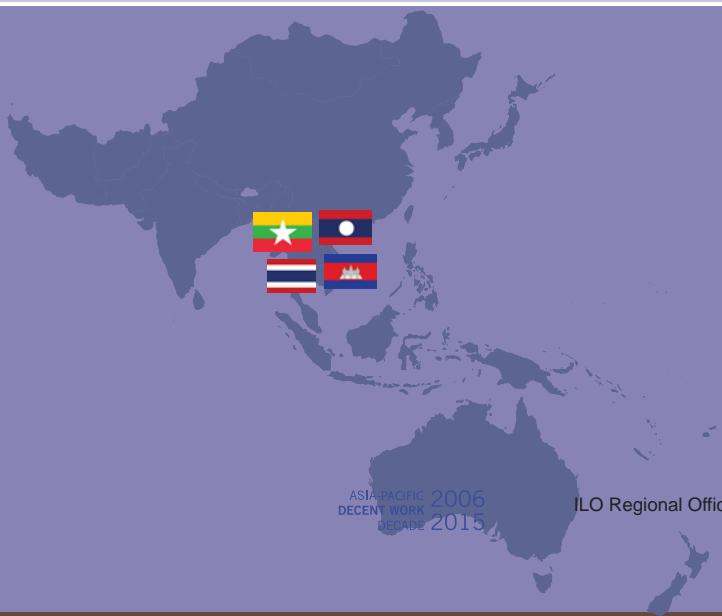 ASIA-PACIFIC 2006
DECENT WORK
DECADE 2015
ILO Regional Offic